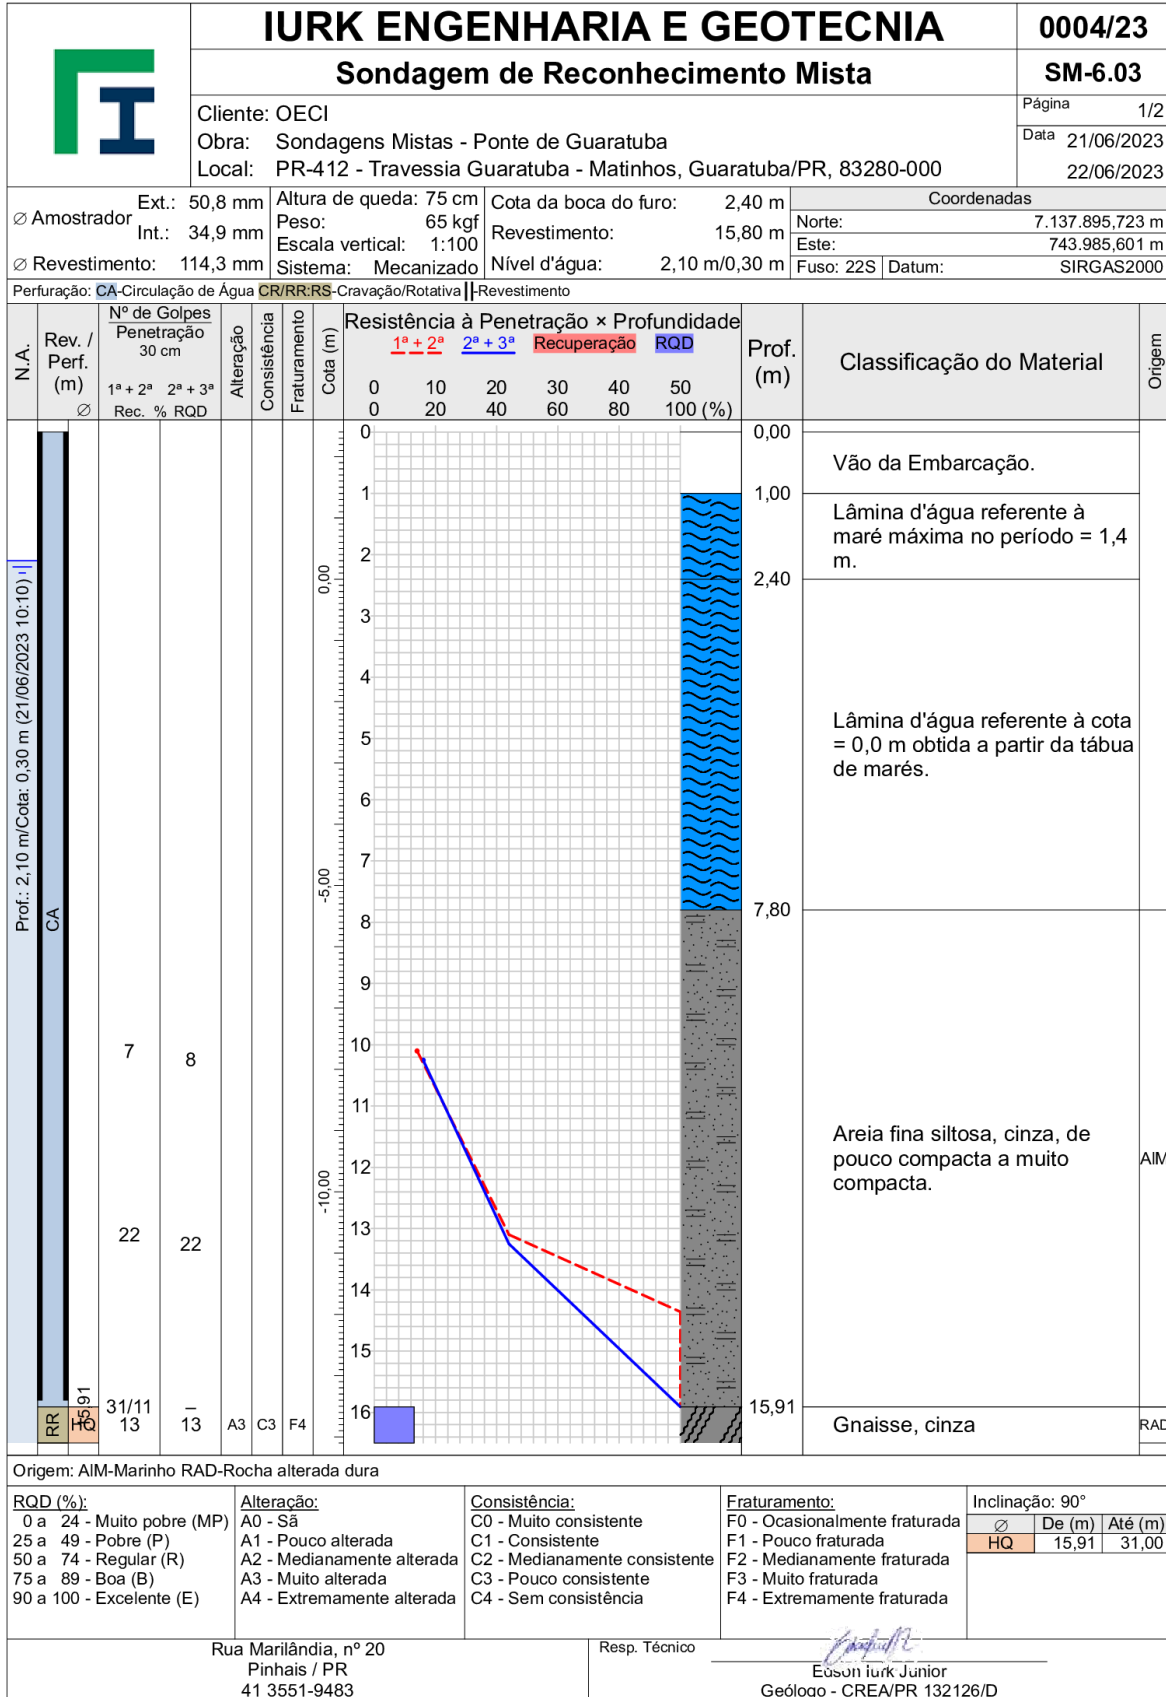 IURK ENGENHARIA E GEOTECNIA
0004/23
Sondagem de Reconhecimento Mista
SM-6.03
Cliente: OECI
Obra: Sondagens Mistas - Ponte de Guaratuba
Local: PR-412 - Travessia Guaratuba - Matinhos, Guaratuba/PR, 83280-000
Página 1/2
Data 21/06/2023
22/06/2023
Ø Amostrador Ext.: 50,8 mm
Int.: 34,9 mm
Ø Revestimento: 114,3 mm
Altura de queda: 75 cm
Peso: 65 kgf
Escala vertical: 1:100
Sistema: Mecanizado
Cota da boca do furo: 2,40 m
Revestimento: 15,80 m
Nível d'água: 2,10 m/0,30 m
Coordenadas
Norte: 7.137.895,723 m
Este: 743.985,601 m
Fuso: 22S Datum: SIRGAS2000
Perfuração: CA-Circulação de Água CR/RR:RS-Cravação/Rotativa ||-Revestimento
N.A.
Rev. /
Perf.
(m)
Ø
Nº de Golpes
Penetração
30 cm
1ª + 2ª 2ª + 3ª
Rec. % RQD
Alteração
Consistência
Fraturamento
Cota (m)
Resistência à Penetração × Profundidade
1ª + 2ª 2ª + 3ª Recuperação RQD
0 10 20 30 40 50
0 20 40 60 80 100 (%)
Prof.
(m)
Classificação do Material
Origem
Prof.: 2,10 m/Cota: 0,30 m (21/06/2023 10:10)
CA
0,00
-5,00
-10,00
0
1
2
3
4
5
6
7
8
9
10
11
12
13
14
15
16
0,00
Vão da Embarcação.
1,00
Lâmina d'água referente à
maré máxima no período = 1,4
m.
2,40
Lâmina d'água referente à cota
= 0,0 m obtida a partir da tábua
de marés.
7,80
7 8
22 22
Areia fina siltosa, cinza, de
pouco compacta a muito
compacta.
AIM
15,91
31/11 –
RR HQ 13 13 A3 C3 F4
15,91
Gnaisse, cinza
RAD
Origem: AIM-Marinho RAD-Rocha alterada dura
RQD (%):
0 a 24 - Muito pobre (MP)
25 a 49 - Pobre (P)
50 a 74 - Regular (R)
75 a 89 - Boa (B)
90 a 100 - Excelente (E)
Alteração:
A0 - Sã
A1 - Pouco alterada
A2 - Medianamente alterada
A3 - Muito alterada
A4 - Extremamente alterada
Consistência:
C0 - Muito consistente
C1 - Consistente
C2 - Medianamente consistente
C3 - Pouco consistente
C4 - Sem consistência
Fraturamento:
F0 - Ocasionalmente fraturada
F1 - Pouco fraturada
F2 - Medianamente fraturada
F3 - Muito fraturada
F4 - Extremamente fraturada
Inclinação: 90°
Ø De (m) Até (m)
HQ 15,91 31,00
Rua Marilândia, nº 20
Pinhais / PR
41 3551-9483
Resp. Técnico
Edson Iurk Junior
Geólogo - CREA/PR 132126/D